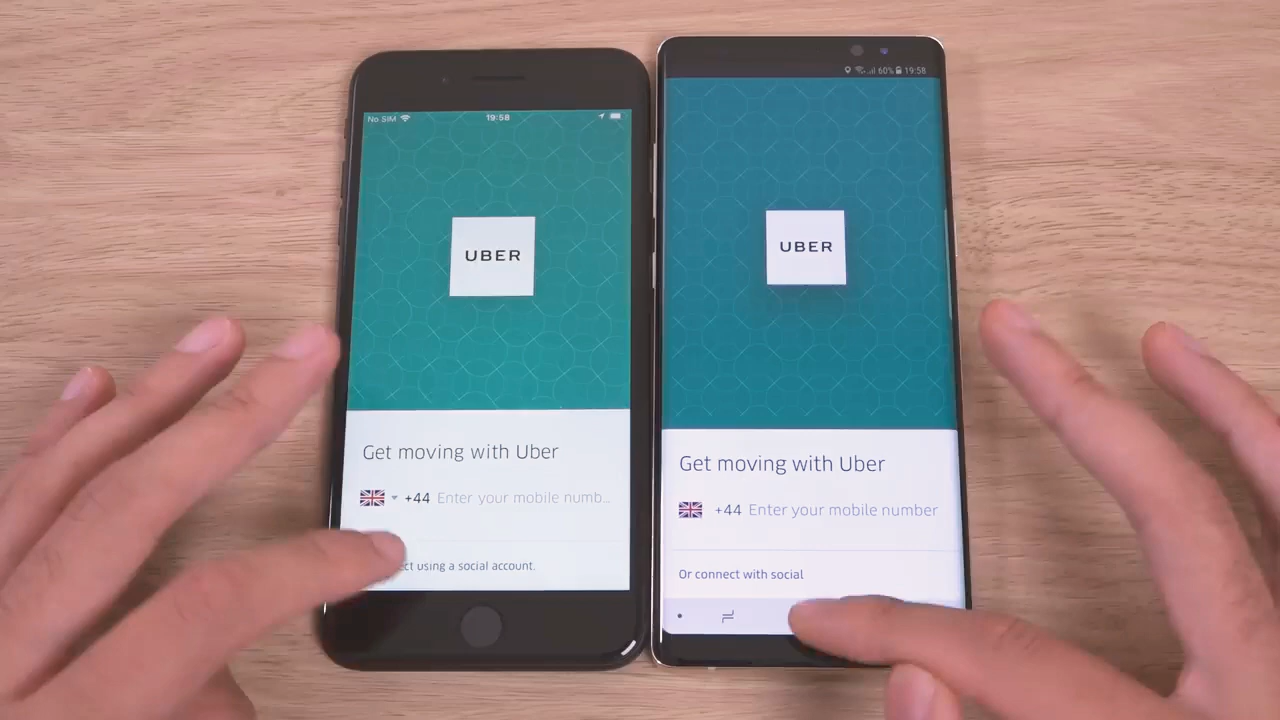 No SIM
19:58
UBER
Get moving with Uber
+44 Enter your mobile numb...
ct using a social account.
60% 19:58
UBER
Get moving with Uber
+44 Enter your mobile number
Or connect with social